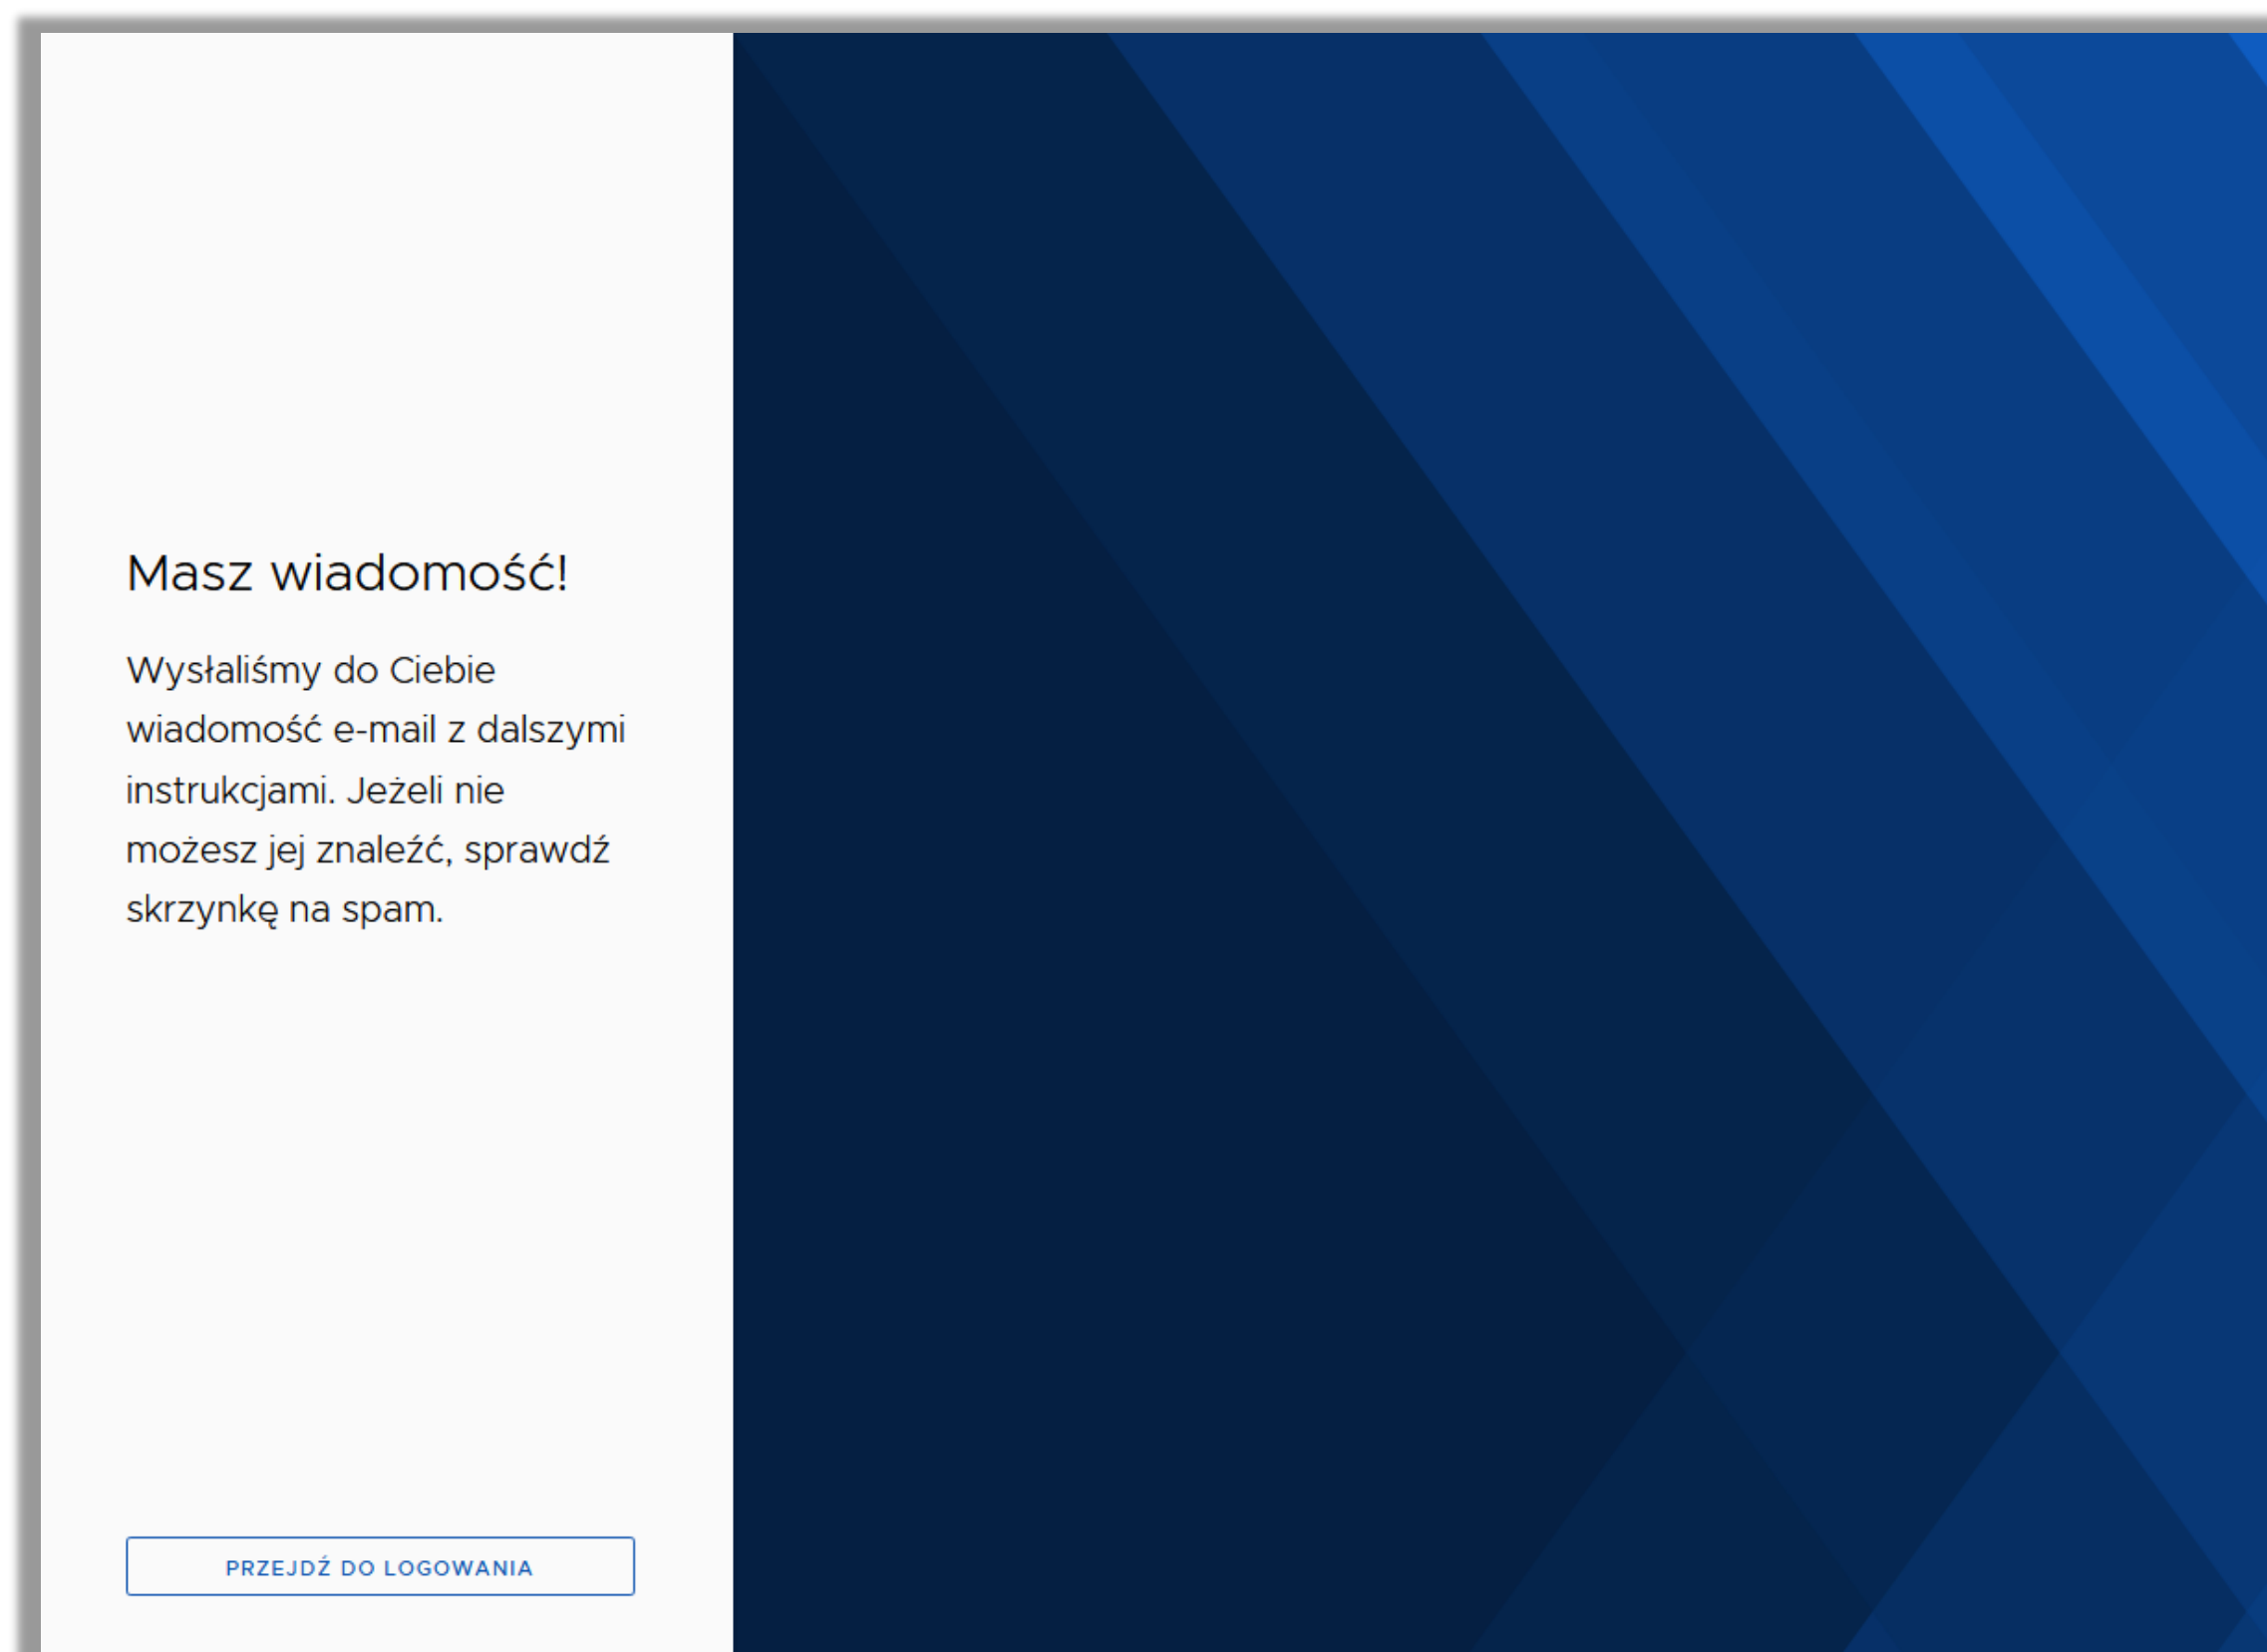 Masz wiadomość!
Wysłaliśmy do Ciebie
wiadomość e-mail z dalszymi
instrukcjami. Jeżeli nie
możesz jej znaleźć, sprawdź
skrzynkę na spam.
PRZEJDŹ DO LOGOWANIA